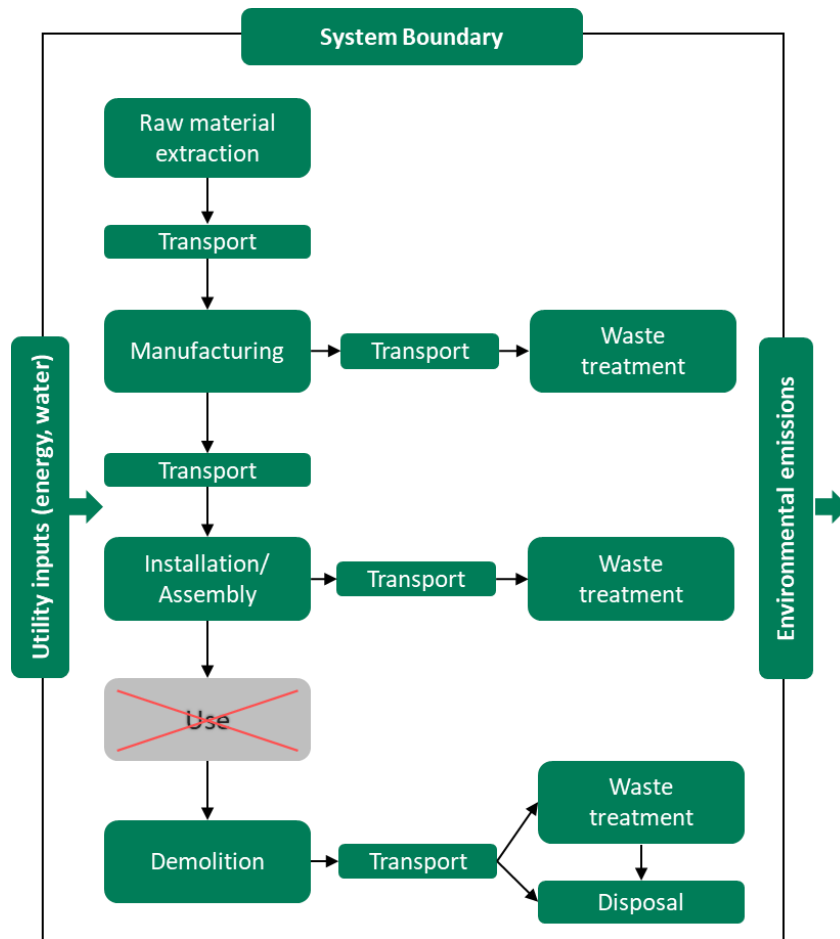 System Boundary
Raw material
extraction
Transport
Manufacturing
Transport
Waste
treatment
Transport
Installation/
Assembly
Transport
Waste
treatment
Use
Demolition
Transport
Waste
treatment
Disposal
Utility inputs (energy, water)
Environmental emissions